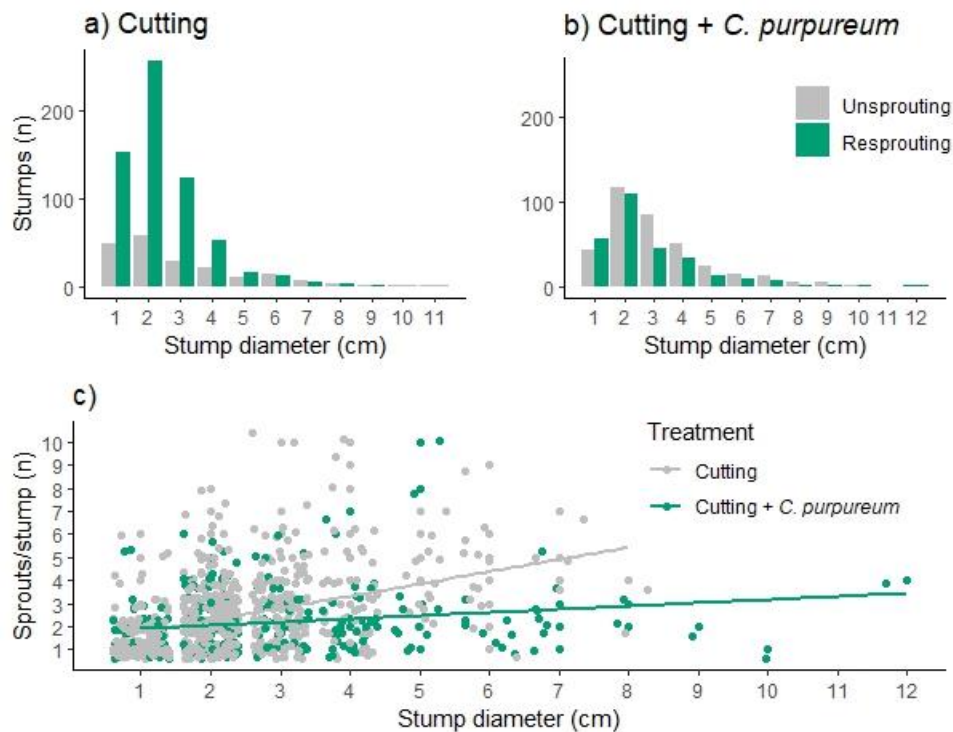 a) Cutting
b) Cutting + C. purpureum
Stumps (n)
200
100
0
1 2 3 4 5 6 7 8 9 10 11
Stump diameter (cm)
200
100
0
Unsprouting
Resprouting
1 2 3 4 5 6 7 8 9 10 11 12
Stump diameter (cm)
c)
Sprouts/stump (n)
10
9
8
7
6
5
4
3
2
1
Treatment
Cutting
Cutting + C. purpureum
1 2 3 4 5 6 7 8 9 10 11 12
Stump diameter (cm)